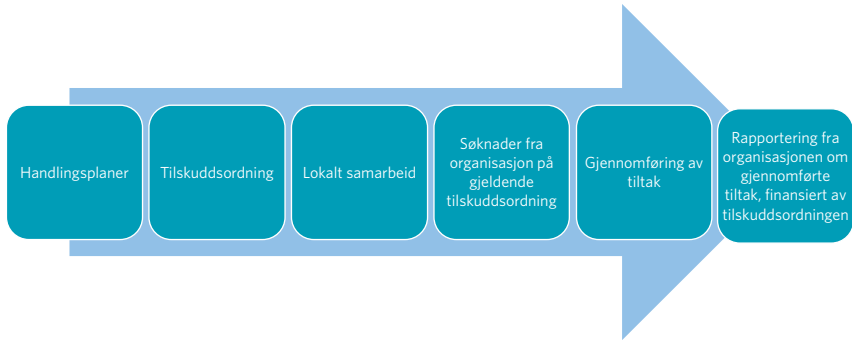 Handlingsplaner
Tilskuddsordning
Lokalt samarbeid
Søknader fra
organisasjon på
gjeldende
tilskuddsordning
Gjennomføring av
tiltak
Rapportering fra
organisasjonen om
gjennomførte
tiltak, finansiert av
tilskuddsordningen